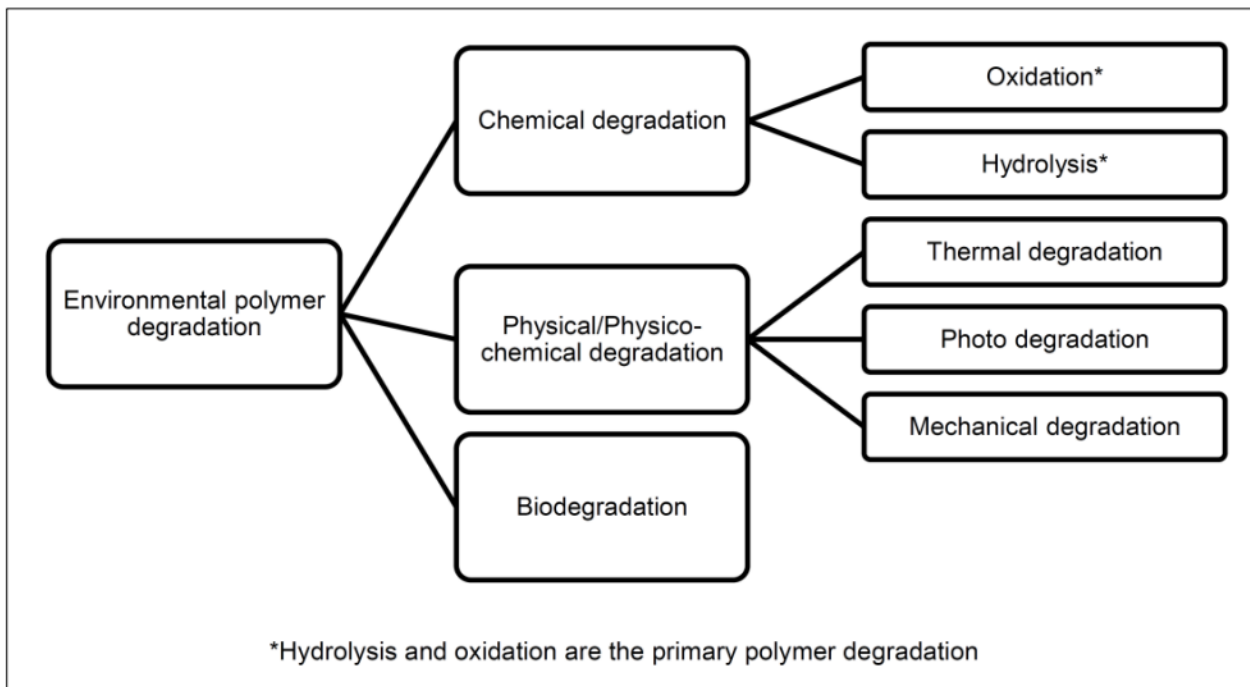 Environmental polymer
degradation
Chemical degradation
Physical/Physico-
chemical degradation
Biodegradation
Oxidation*
Hydrolysis*
Thermal degradation
Photo degradation
Mechanical degradation
*Hydrolysis and oxidation are the primary polymer degradation